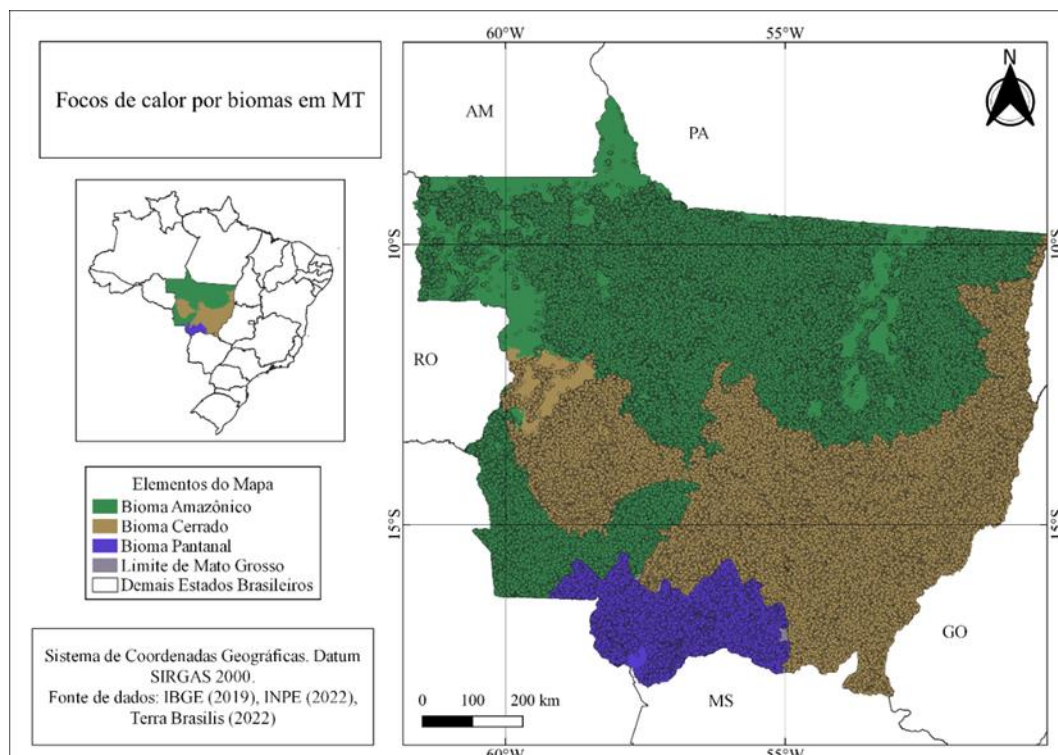 Focos de calor por biomas em MT
Elementos do Mapa
Bioma Amazônico
Bioma Cerrado
Bioma Pantanal
Limite de Mato Grosso
Demais Estados Brasileiros
Sistema de Coordenadas Geográficas. Datum
SIRGAS 2000.
Fonte de dados: IBGE (2019), INPE (2022),
Terra Brasilis (2022)
60°W
55°W
N
AM
PA
10°S
10°S
RO
15°S
15°S
GO
MS
0 100 200 km
60°W
55°W